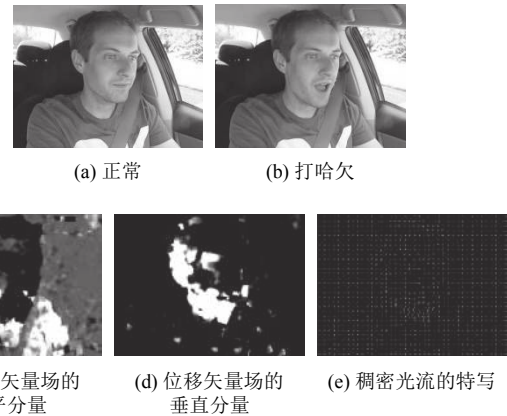 (a) 正常
(b) 打哈欠
矢量场的
分量
(d) 位移矢量场的
垂直分量
(e) 稠密光流的特写